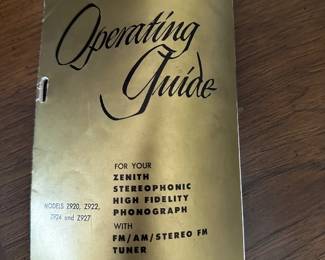 Operating
Guide
FOR YOUR
ZENITH
STEREOPHONIC
HIGH FIDELITY
PHONOGRAPH
WITH
FM/AM/STEREO FM
TUNER
MODELS Z920, Z922,
Z924 and Z927